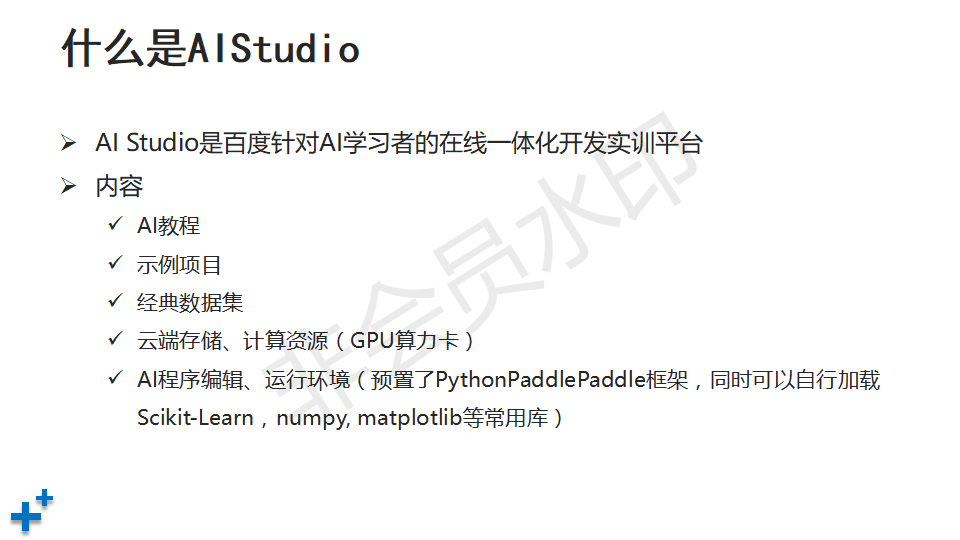 什么是AIStudio
AI Studio是百度针对AI学习者的在线一体化开发实训平台
内容
AI教程
示例项目
经典数据集
云端存储、计算资源（GPU算力卡）
AI程序编辑、运行环境（预置了PythonPaddlePaddle框架，同时可以自行加载
Scikit-Learn，numpy, matplotlib等常用库）
非会员水印